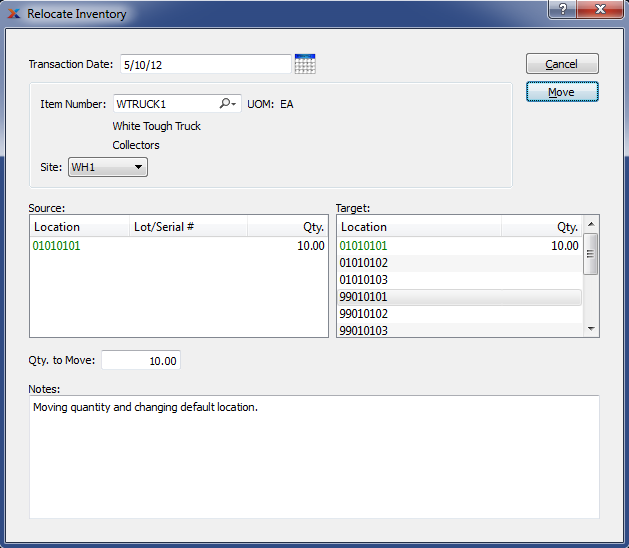 Relocate Inventory
Transaction Date: 5/10/12
Cancel
Move
Item Number: WTRUCK1 UOM: EA
White Tough Truck
Collectors
Site: WH1
Source:
Location Lot/Serial # Qty.
01010101 10.00
Target:
Location Qty.
01010101 10.00
01010102
01010103
99010101
99010102
99010103
Qty. to Move: 10.00
Notes:
Moving quantity and changing default location.